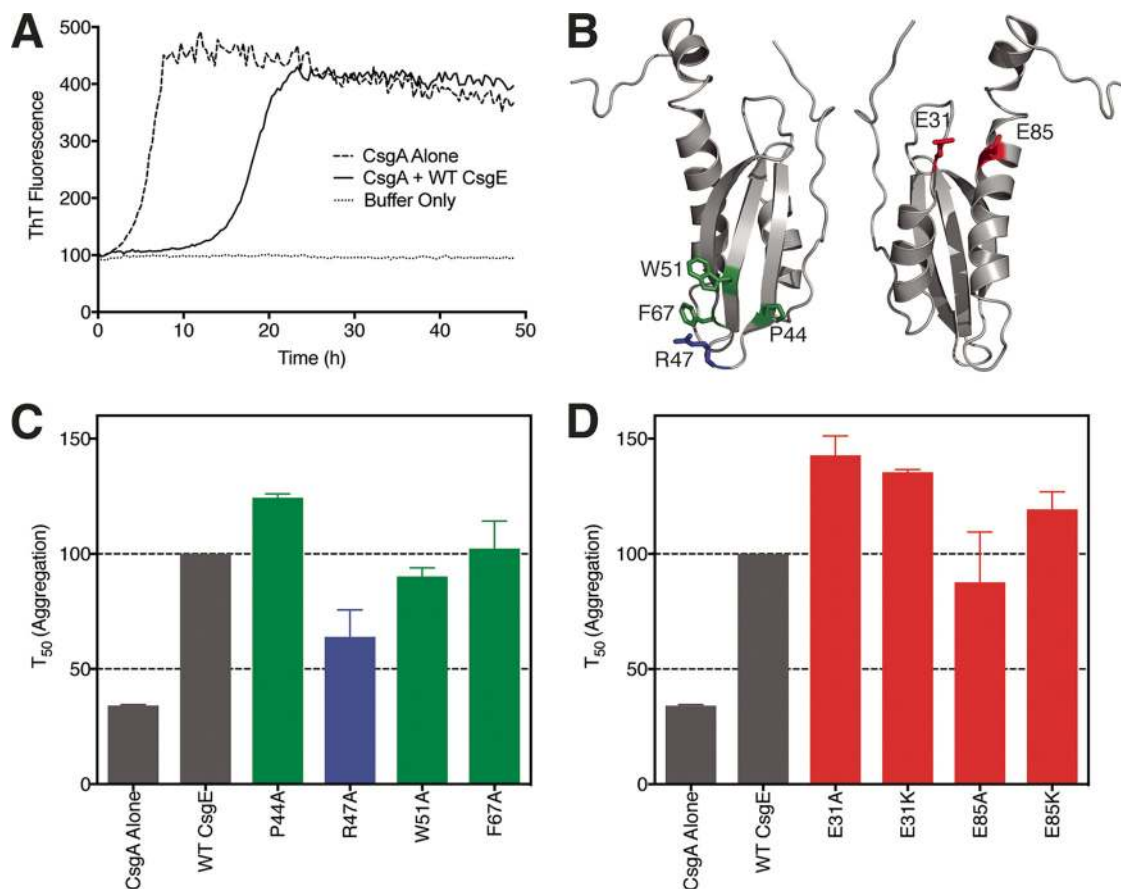 A
ThT Fluorescence
500
400
300
200
100
0
0
10
20
30
40
50
Time (h)
CsgA Alone
CsgA + WT CsgE
Buffer Only
B
W51
F67
R47
P44
E31
E85
C
T50 (Aggregation)
150
100
50
0
CsgA Alone
WT CsgE
P44A
R47A
W51A
F67A
D
T50 (Aggregation)
150
100
50
0
CsgA Alone
WT CsgE
E31A
E31K
E85A
E85K